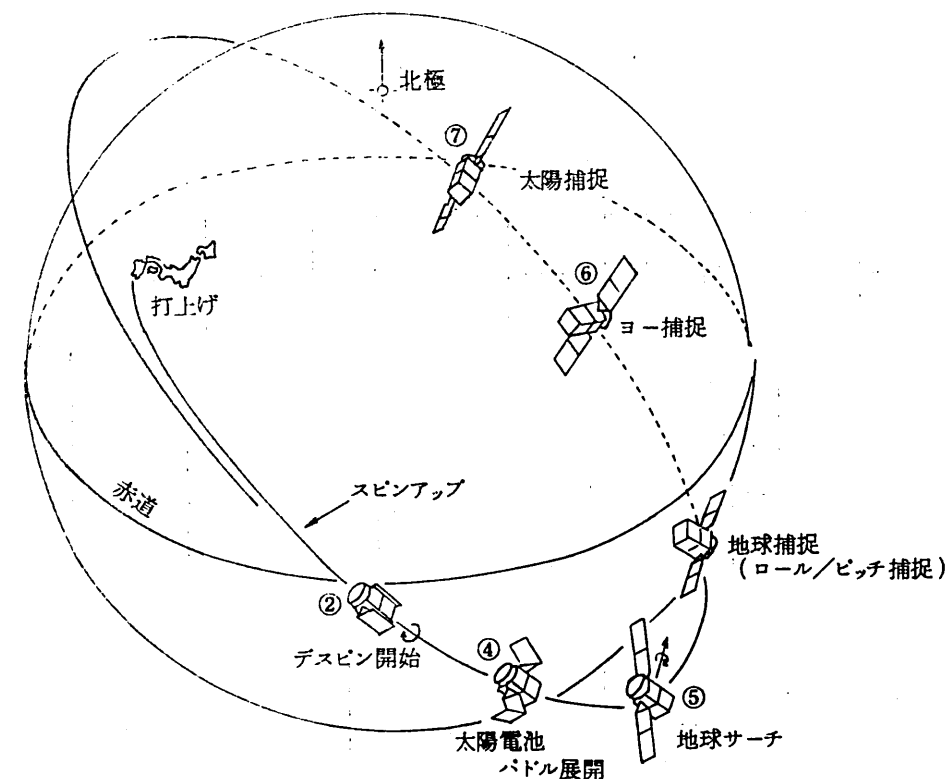 北極
⑦
太陽捕捉
打上げ
⑥
ヨー捕捉
赤道
スピンアップ
地球捕捉
(ロール/ピッチ捕捉)
②
デスピン開始
④
⑤
太陽電池
パドル展開
地球サーチ